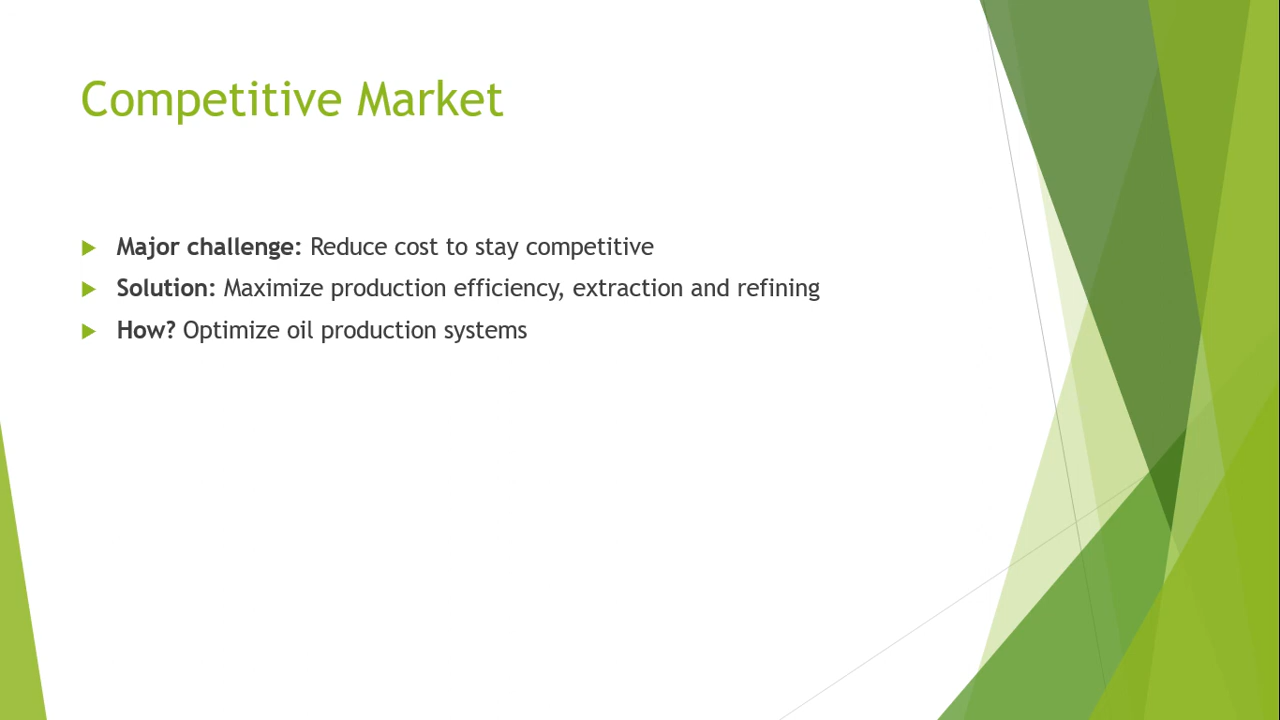 Competitive Market
Major challenge: Reduce cost to stay competitive
Solution: Maximize production efficiency, extraction and refining
How? Optimize oil production systems